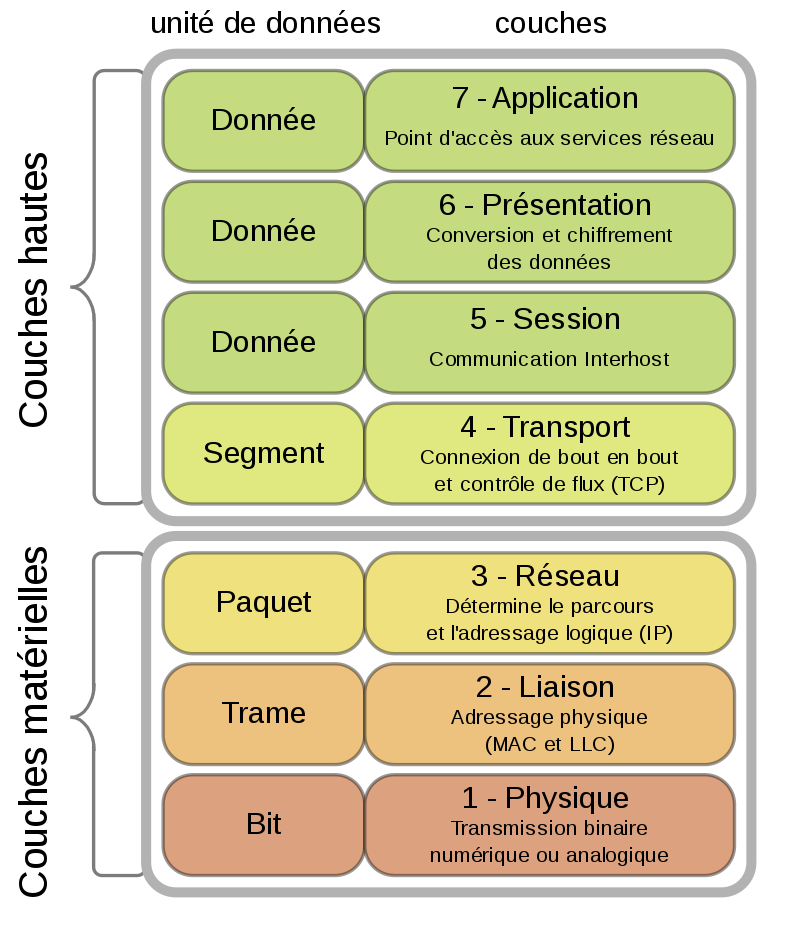 unité de données
couches
Couches hautes
Donnée
7 - Application
Point d'accès aux services réseau
Donnée
6 - Présentation
Conversion et chiffrement
des données
Donnée
5 - Session
Communication Interhost
Segment
4 - Transport
Connexion de bout en bout
et contrôle de flux (TCP)
Couches matérielles
Paquet
3 - Réseau
Détermine le parcours
et l'adressage logique (IP)
Trame
2 - Liaison
Adressage physique
(MAC et LLC)
Bit
1 - Physique
Transmission binaire
numérique ou analogique